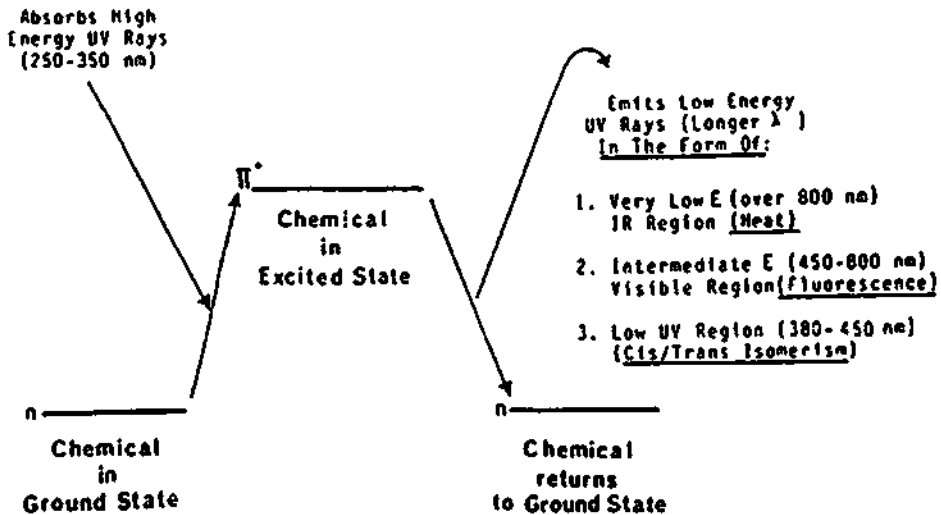 Absorbs High
Energy UV Rays
(250-350 nm)
Emits Low Energy
UV Rays (Longer λ )
In The Form Of:
π*
Chemical
in
Excited State
1. Very Low E (over 800 nm)
IR Region (Heat)
2. Intermediate E (450-800 nm)
Visible Region (Fluorescence)
3. Low UV Region (380-450 nm)
(Cis/Trans Isomerism)
n
Chemical
in
Ground State
n
Chemical
returns
to Ground State